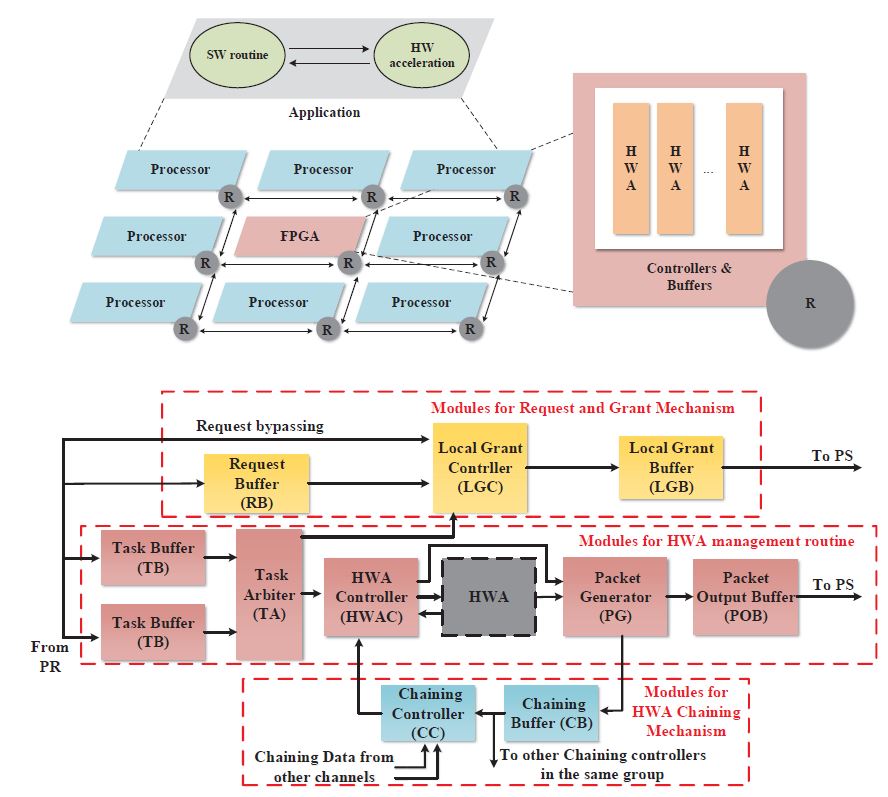 SW routine
HW
acceleration
Application
Processor
Processor
Processor
R
R
R
Processor
FPGA
Processor
R
R
R
Processor
Processor
Processor
R
R
R
H
W
A
H
W
A
...
H
W
A
Controllers &
Buffers
R
Modules for Request and Grant Mechanism
Request bypassing
Request
Buffer
(RB)
Local Grant
Contrller
(LGC)
Local Grant
Buffer
(LGB)
To PS
Modules for HWA management routine
Task Buffer
(TB)
Task Buffer
(TB)
Task
Arbiter
(TA)
HWA
Controller
(HWAC)
HWA
Packet
Generator
(PG)
Packet
Output Buffer
(POB)
To PS
From
PR
Chaining
Controller
(CC)
Chaining
Buffer (CB)
Modules for
HWA Chaining
Mechanism
Chaining Data from
other channels
To other Chaining controllers
in the same group